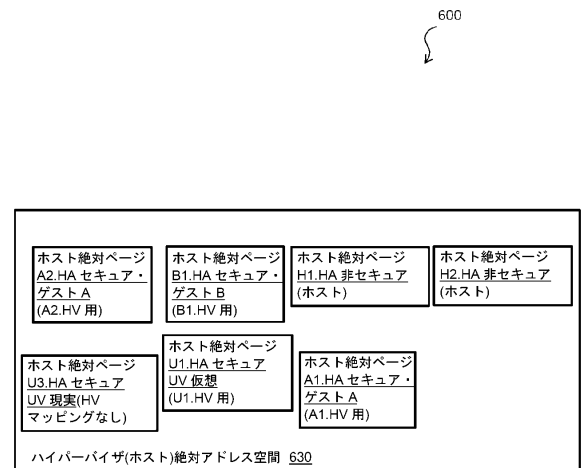 600
ホスト絶対ページ
A2.HA セキュア・
ゲスト A
(A2.HV 用)
ホスト絶対ページ
B1.HA セキュア・
ゲスト B
(B1.HV 用)
ホスト絶対ページ
H1.HA 非セキュア
(ホスト)
ホスト絶対ページ
H2.HA 非セキュア
(ホスト)
ホスト絶対ページ
U3.HA セキュア
UV 現実(HV
マッピングなし)
ホスト絶対ページ
U1.HA セキュア
UV 仮想
(U1.HV 用)
ホスト絶対ページ
A1.HA セキュア・
ゲスト A
(A1.HV 用)
ハイパーバイザ(ホスト)絶対アドレス空間 630